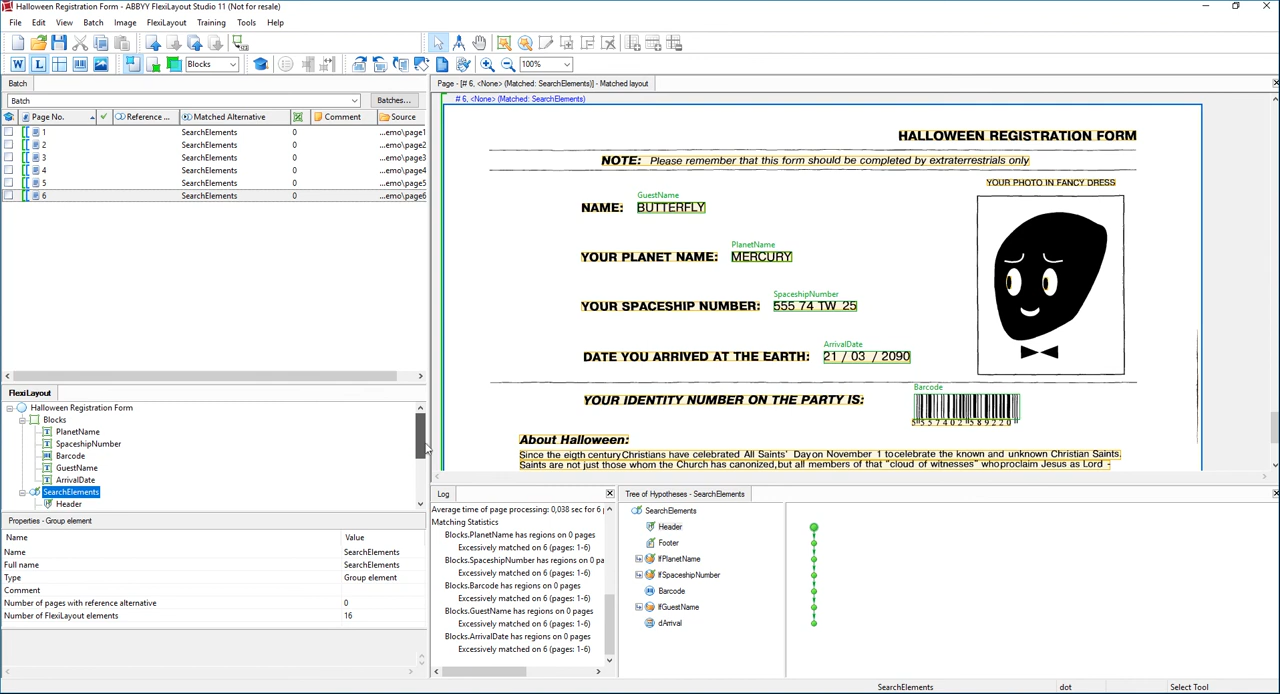 Halloween Registration Form - ABBYY FlexiLayout Studio 11 (Not for resale)
File Edit View Batch Image FlexiLayout Training Tools Help
W L Blocks 100%
Batch
Batch Batches...
Page No. Reference ... Matched Alternative Comment Source
1 SearchElements 0 ...emo\page1
2 SearchElements 0 ...emo\page2
3 SearchElements 0 ...emo\page3
4 SearchElements 0 ...emo\page4
5 SearchElements 0 ...emo\page5
6 SearchElements 0 ...emo\page6
FlexiLayout
Halloween Registration Form
Blocks
PlanetName
SpaceshipNumber
Barcode
GuestName
ArrivalDate
SearchElements
Header
Properties - Group element
Name Value
Name SearchElements
Full name SearchElements
Type Group element
Comment
Number of pages with reference alternative 0
Number of FlexiLayout elements 16
Page - [# 6, <None> (Matched: SearchElements)] - Matched layout
# 6, <None> (Matched: SearchElements)
HALLOWEEN REGISTRATION FORM
NOTE: Please remember that this form should be completed by extraterrestrials only
YOUR PHOTO IN FANCY DRESS
GuestName
NAME: BUTTERFLY
PlanetName
YOUR PLANET NAME: MERCURY
SpaceshipNumber
YOUR SPACESHIP NUMBER: 555 74 TW 25
ArrivalDate
DATE YOU ARRIVED AT THE EARTH: 21 / 03 / 2090
Barcode
YOUR IDENTITY NUMBER ON THE PARTY IS:
5 557402 589220
About Halloween:
Since the eigth century Christians have celebrated All Saints' Day on November 1 to celebrate the known and unknown Christian Saints.
Saints are not just those whom the Church has canonized, but all members of that "cloud of witnesses" who proclaim Jesus as Lord -
Log
Average time of page processing: 0,038 sec for 6 p
Matching Statistics
Blocks.PlanetName has regions on 0 pages
Excessively matched on 6 (pages: 1-6)
Blocks.SpaceshipNumber has regions on 0 pa
Excessively matched on 6 (pages: 1-6)
Blocks.Barcode has regions on 0 pages
Excessively matched on 6 (pages: 1-6)
Blocks.GuestName has regions on 0 pages
Excessively matched on 6 (pages: 1-6)
Blocks.ArrivalDate has regions on 0 pages
Excessively matched on 6 (pages: 1-6)
Tree of Hypotheses - SearchElements
SearchElements
Header
Footer
IfPlanetName
IfSpaceshipNumber
Barcode
IfGuestName
dArrival
SearchElements dot Select Tool